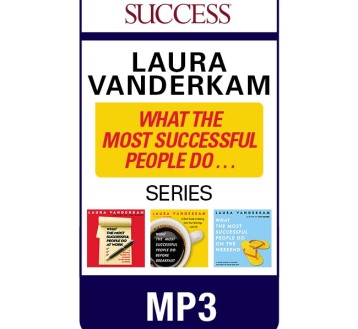 SUCCESS
LAURA
VANDERKAM
WHAT THE
MOST SUCCESSFUL
PEOPLE DO...
SERIES
LAURA VANDERKAM
WHAT
THE MOST
SUCCESSFUL
PEOPLE DO
AT WORK
LAURA VANDERKAM
WHAT THE MOST
SUCCESSFUL
PEOPLE DO
BEFORE
BREAKFAST
LAURA VANDERKAM
WHAT
THE MOST
SUCCESSFUL
PEOPLE DO
ON THE
WEEKEND
MP3